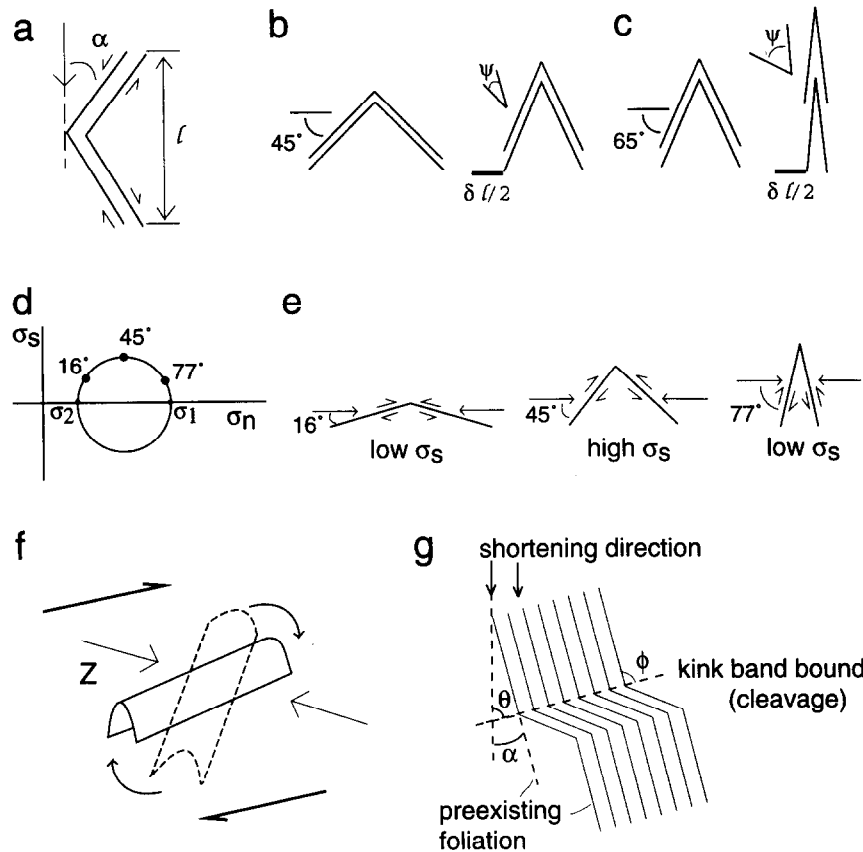 a
α
l
b
45°
ψ
δ l/2
c
65°
ψ
δ l/2
d
σs
45°
16°
77°
σ2
σ1
σn
e
16°
low σs
45°
high σs
77°
low σs
f
Z
g
shortening direction
ϕ
kink band bound
(cleavage)
θ
α
preexisting
foliation